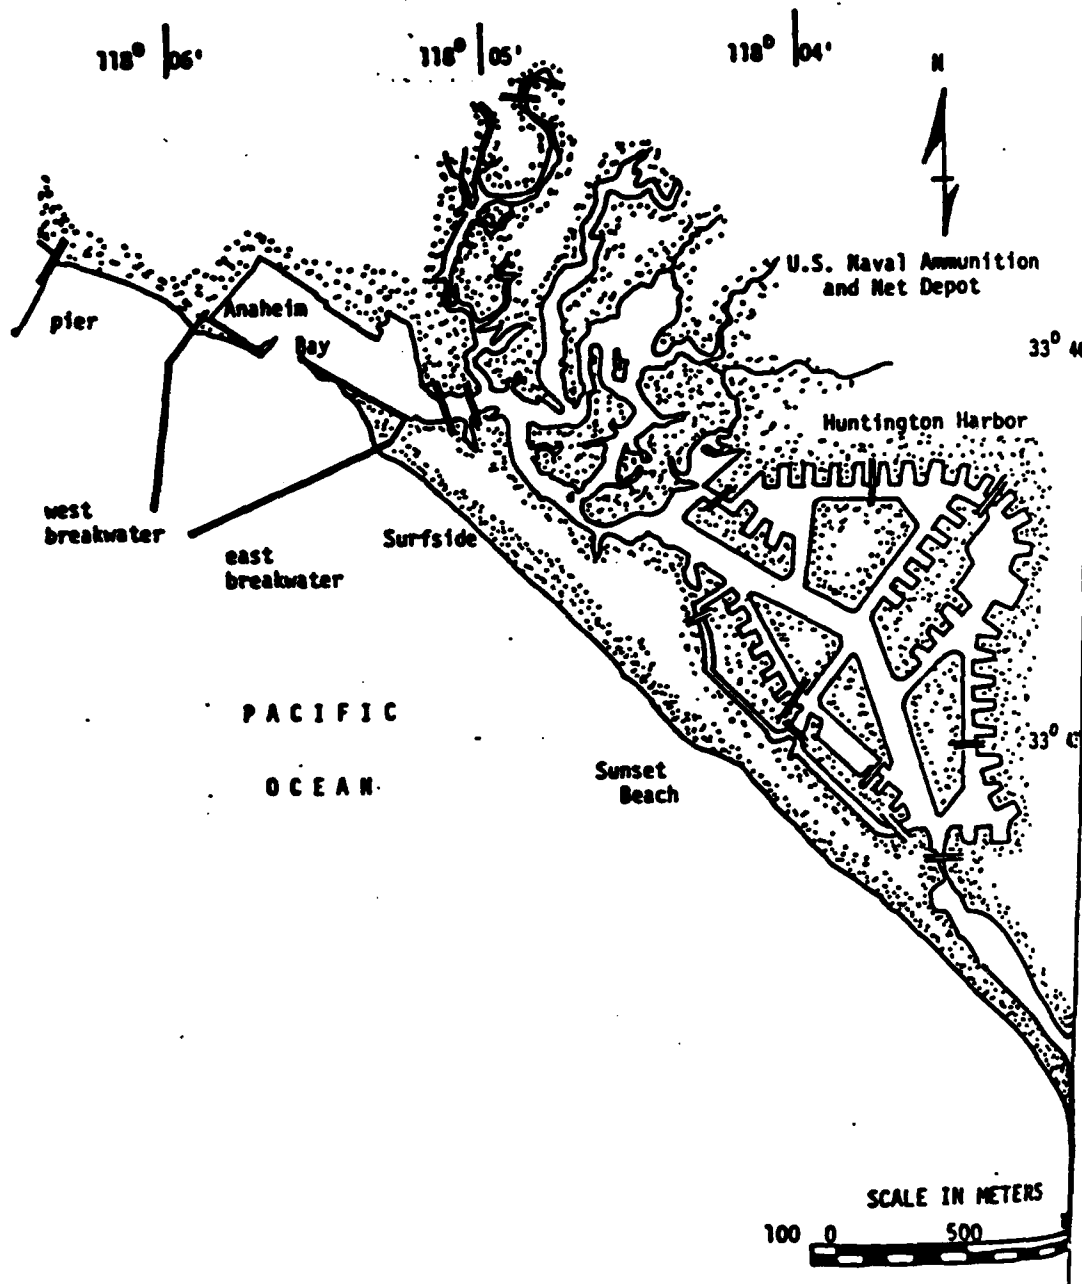 118° 06' 118° 05' 118° 04'
N
U.S. Naval Ammunition
and Net Depot
pier
Anaheim
Bay
33°
Huntington Harbor
west
breakwater
Surfside
east
breakwater
PACIFIC
OCEAN
33°
Sunset
Beach
SCALE IN METERS
100 0 500